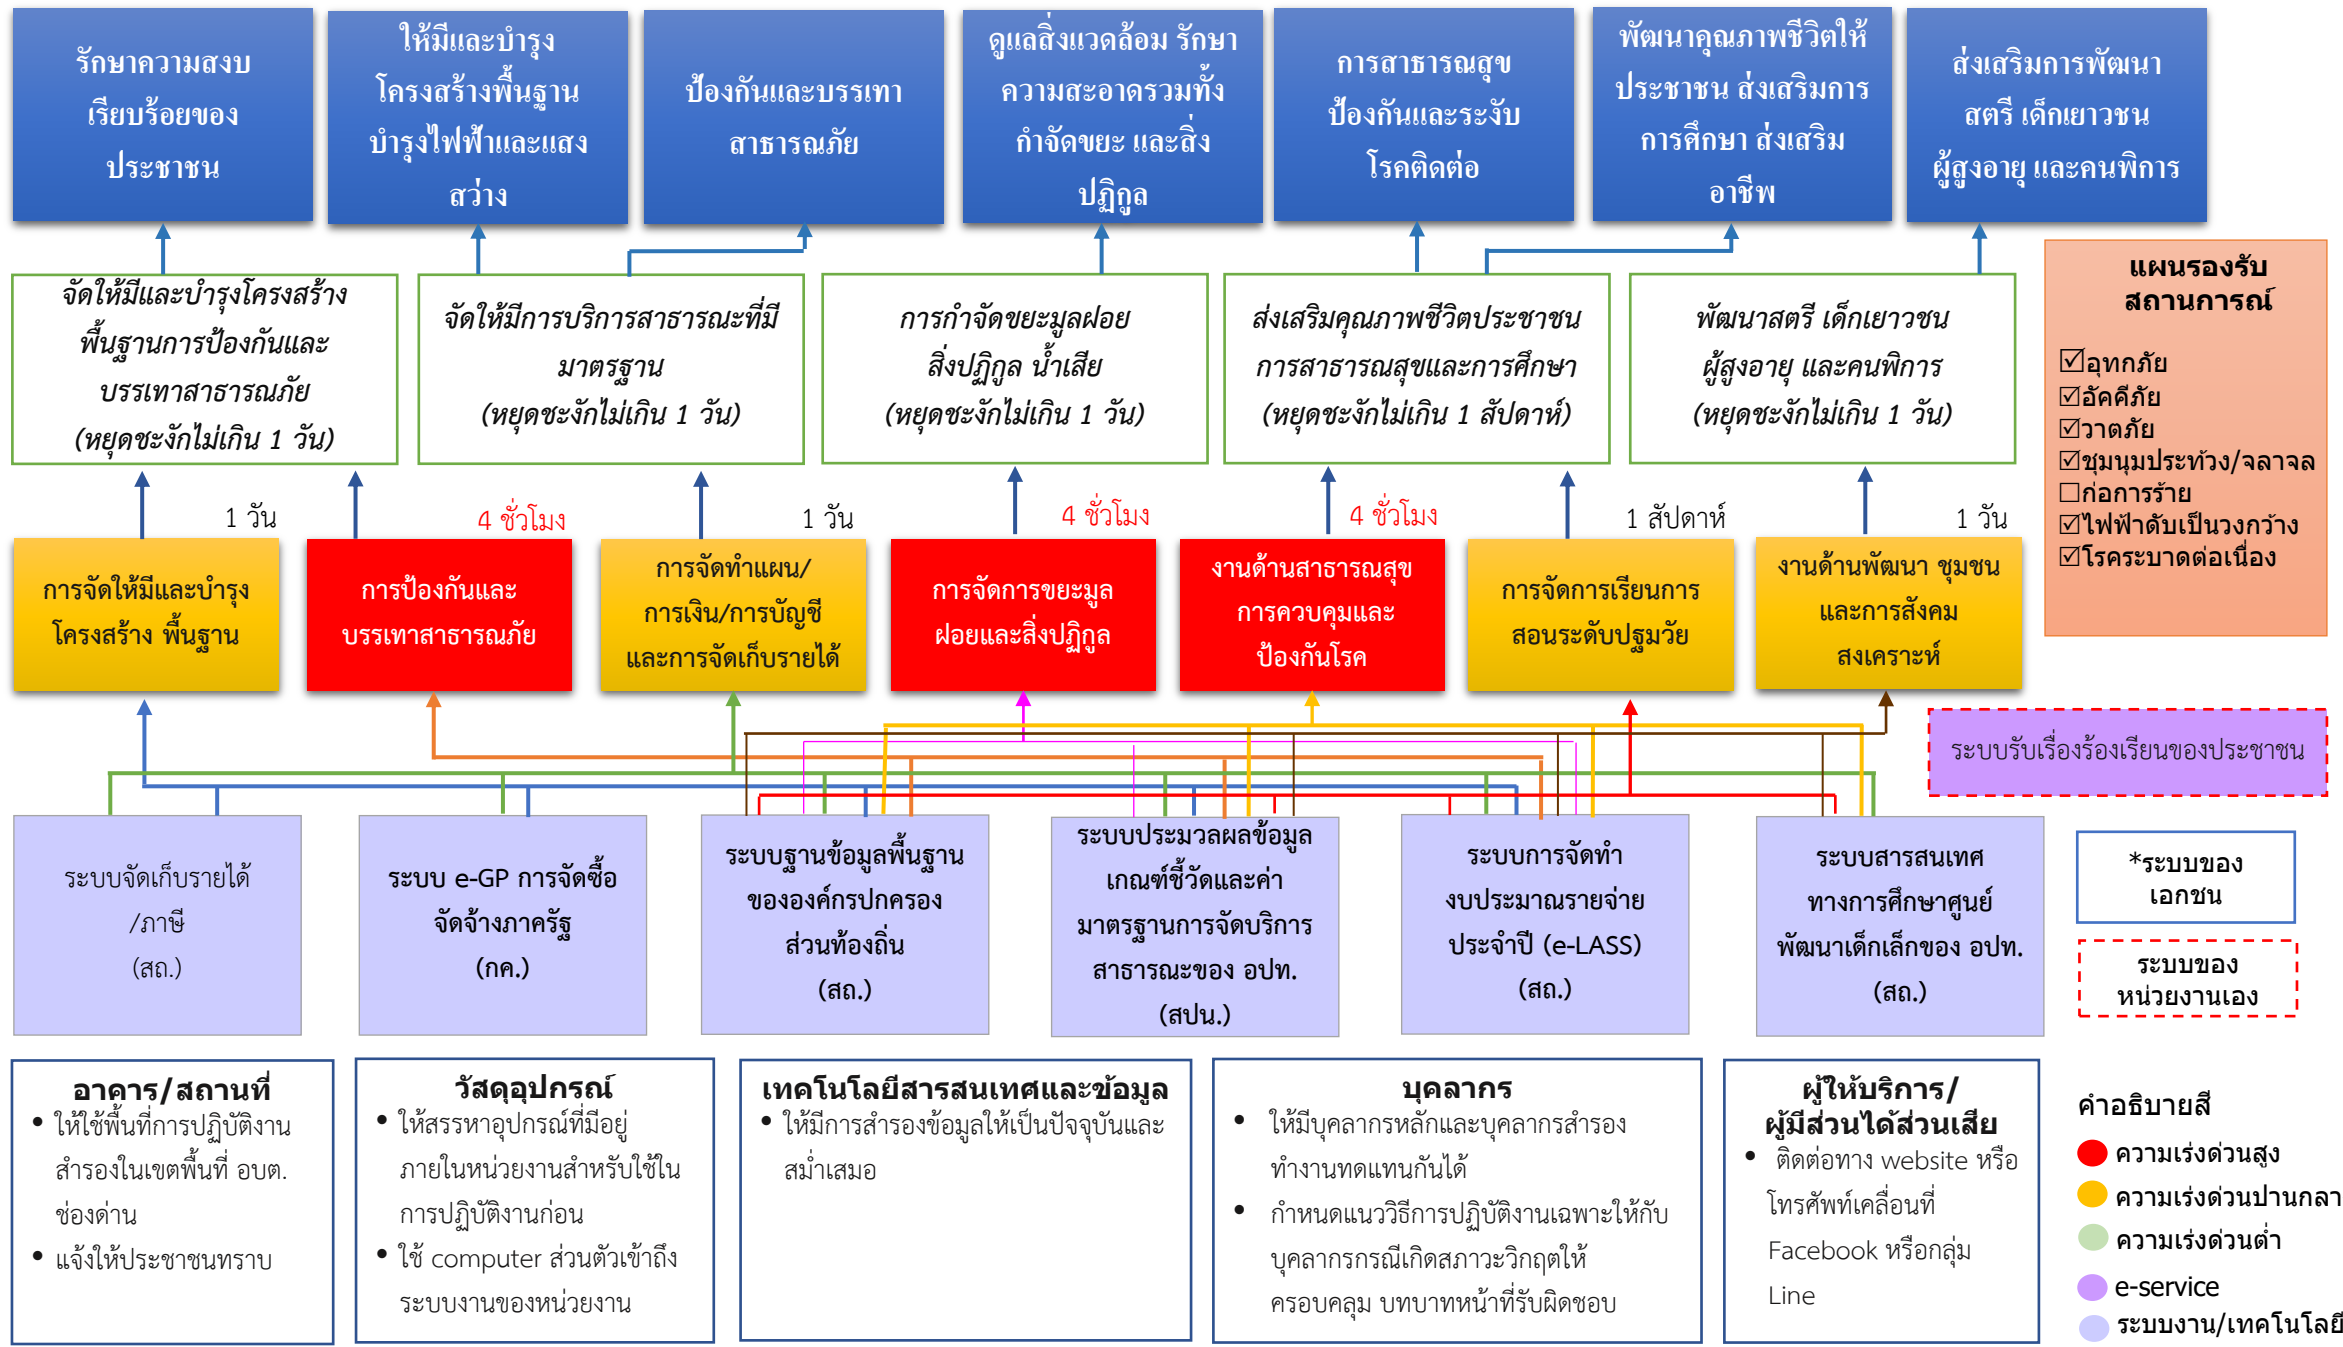 รักษาความสงบ
เรียบร้อยของ
ประชาชน
ให้มีและบำรุง
โครงสร้างพื้นฐาน
บำรุงไฟฟ้าและแสง
สว่าง
ป้องกันและบรรเทา
สาธารณภัย
ดูแลสิ่งแวดล้อม รักษา
ความสะอาดรวมทั้ง
กำจัดขยะ และสิ่ง
ปฏิกูล
การสาธารณสุข
ป้องกันและระงับ
โรคติดต่อ
พัฒนาคุณภาพชีวิตให้
ประชาชน ส่งเสริมการ
การศึกษา ส่งเสริม
อาชีพ
ส่งเสริมการพัฒนา
สตรี เด็กเยาวชน
ผู้สูงอายุ และคนพิการ
จัดให้มีและบำรุงโครงสร้าง
พื้นฐานการป้องกันและ
บรรเทาสาธารณภัย
(หยุดชะงักไม่เกิน 1 วัน)
จัดให้มีการบริการสาธารณะที่มี
มาตรฐาน
(หยุดชะงักไม่เกิน 1 วัน)
การกำจัดขยะมูลฝอย
สิ่งปฏิกูล น้ำเสีย
(หยุดชะงักไม่เกิน 1 วัน)
ส่งเสริมคุณภาพชีวิตประชาชน
การสาธารณสุขและการศึกษา
(หยุดชะงักไม่เกิน 1 สัปดาห์)
พัฒนาสตรี เด็กเยาวชน
ผู้สูงอายุ และคนพิการ
(หยุดชะงักไม่เกิน 1 วัน)
แผนรองรับ
สถานการณ์
☑อุทกภัย
☑อัคคีภัย
☑วาตภัย
☑ชุมนุมประท้วง/จลาจล
☐ก่อการร้าย
☑ไฟฟ้าดับเป็นวงกว้าง
☑โรคระบาดต่อเนื่อง
1 วัน
4 ชั่วโมง
1 วัน
4 ชั่วโมง
4 ชั่วโมง
1 สัปดาห์
1 วัน
การจัดให้มีและบำรุง
โครงสร้าง พื้นฐาน
การป้องกันและ
บรรเทาสาธารณภัย
การจัดทำแผน/
การเงิน/การบัญชี
และการจัดเก็บรายได้
การจัดการขยะมูล
ฝอยและสิ่งปฏิกูล
งานด้านสาธารณสุข
การควบคุมและ
ป้องกันโรค
การจัดการเรียนการ
สอนระดับปฐมวัย
งานด้านพัฒนา ชุมชน
และการสังคม
สงเคราะห์
ระบบรับเรื่องร้องเรียนของประชาชน
ระบบจัดเก็บรายได้
/ภาษี
(สถ.)
ระบบ e-GP การจัดซื้อ
จัดจ้างภาครัฐ
(กค.)
ระบบฐานข้อมูลพื้นฐาน
ขององค์กรปกครอง
ส่วนท้องถิ่น
(สถ.)
ระบบประมวลผลข้อมูล
เกณฑ์ชี้วัดและค่า
มาตรฐานการจัดบริการ
สาธารณะของ อปท.
(สปน.)
ระบบการจัดทำ
งบประมาณรายจ่าย
ประจำปี (e-LASS)
(สถ.)
ระบบสารสนเทศ
ทางการศึกษาศูนย์
พัฒนาเด็กเล็กของ อปท.
(สถ.)
*ระบบของ
เอกชน
ระบบของ
หน่วยงานเอง
อาคาร/สถานที่
• ให้ใช้พื้นที่การปฏิบัติงาน
สำรองในเขตพื้นที่ อบต.
ช่องด่าน
• แจ้งให้ประชาชนทราบ
วัสดุอุปกรณ์
• ให้สรรหาอุปกรณ์ที่มีอยู่
ภายในหน่วยงานสำหรับใช้ใน
การปฏิบัติงานก่อน
• ใช้ computer ส่วนตัวเข้าถึง
ระบบงานของหน่วยงาน
เทคโนโลยีสารสนเทศและข้อมูล
• ให้มีการสำรองข้อมูลให้เป็นปัจจุบันและ
สม่ำเสมอ
บุคลากร
• ให้มีบุคลากรหลักและบุคลากรสำรอง
ทำงานทดแทนกันได้
• กำหนดแนววิธีการปฏิบัติงานเฉพาะให้กับ
บุคลากรกรณีเกิดสภาวะวิกฤตให้
ครอบคลุม บทบาทหน้าที่รับผิดชอบ
ผู้ให้บริการ/
ผู้มีส่วนได้ส่วนเสีย
• ติดต่อทาง website หรือ
โทรศัพท์เคลื่อนที่
Facebook หรือกลุ่ม
Line
คำอธิบายสี
ความเร่งด่วนสูง
ความเร่งด่วนปานกลา
ความเร่งด่วนต่ำ
e-service
ระบบงาน/เทคโนโลยี